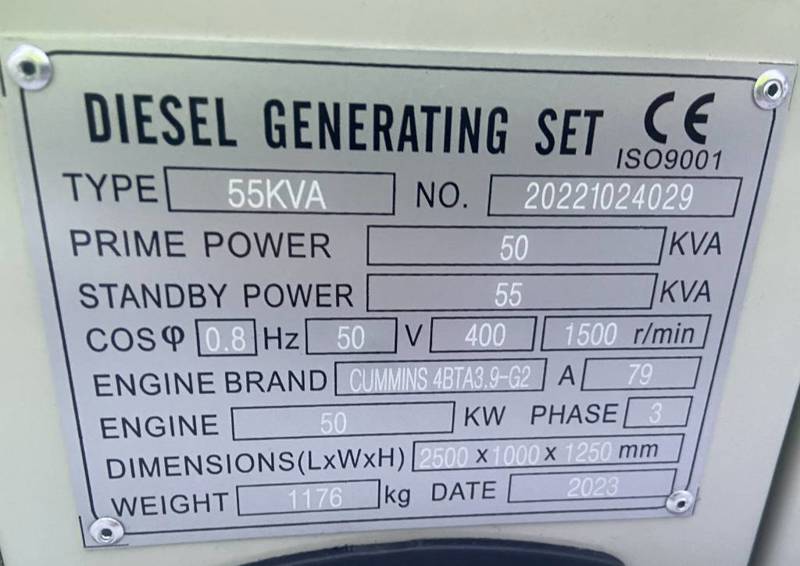 DIESEL GENERATING SET CE
ISO9001
TYPE 55KVA NO. 20221024029
PRIME POWER 50 KVA
STANDBY POWER 55 KVA
COSφ 0.8 Hz 50 V 400 1500 r/min
ENGINE BRAND CUMMINS 4BTA3.9-G2 A 79
ENGINE 50 KW PHASE 3
DIMENSIONS(LxWxH) 2500 x 1000 x 1250 mm
WEIGHT 1176 kg DATE 2023